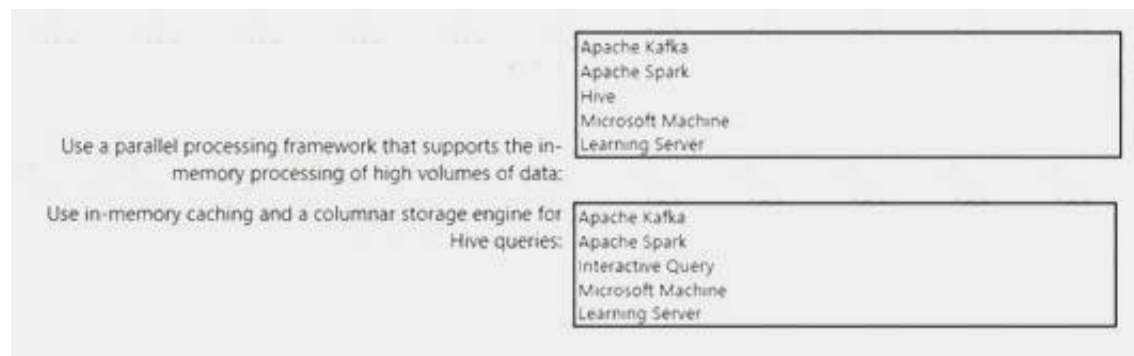 Apache Kafka
Apache Spark
Hive
Microsoft Machine
Learning Server
Use a parallel processing framework that supports the in-
memory processing of high volumes of data:
Use in-memory caching and a columnar storage engine for
Hive queries:
Apache Kafka
Apache Spark
Interactive Query
Microsoft Machine
Learning Server